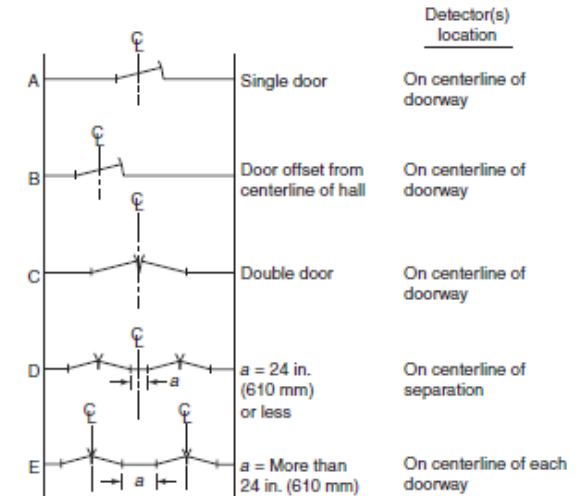 Detector(s)
location
℄
A
Single door
On centerline of
doorway
℄
B
Door offset from
centerline of hall
On centerline of
doorway
℄
C
Double door
On centerline of
doorway
℄
D
a
a = 24 in.
(610 mm)
or less
On centerline of
separation
℄
℄
E
a
a = More than
24 in. (610 mm)
On centerline of each
doorway